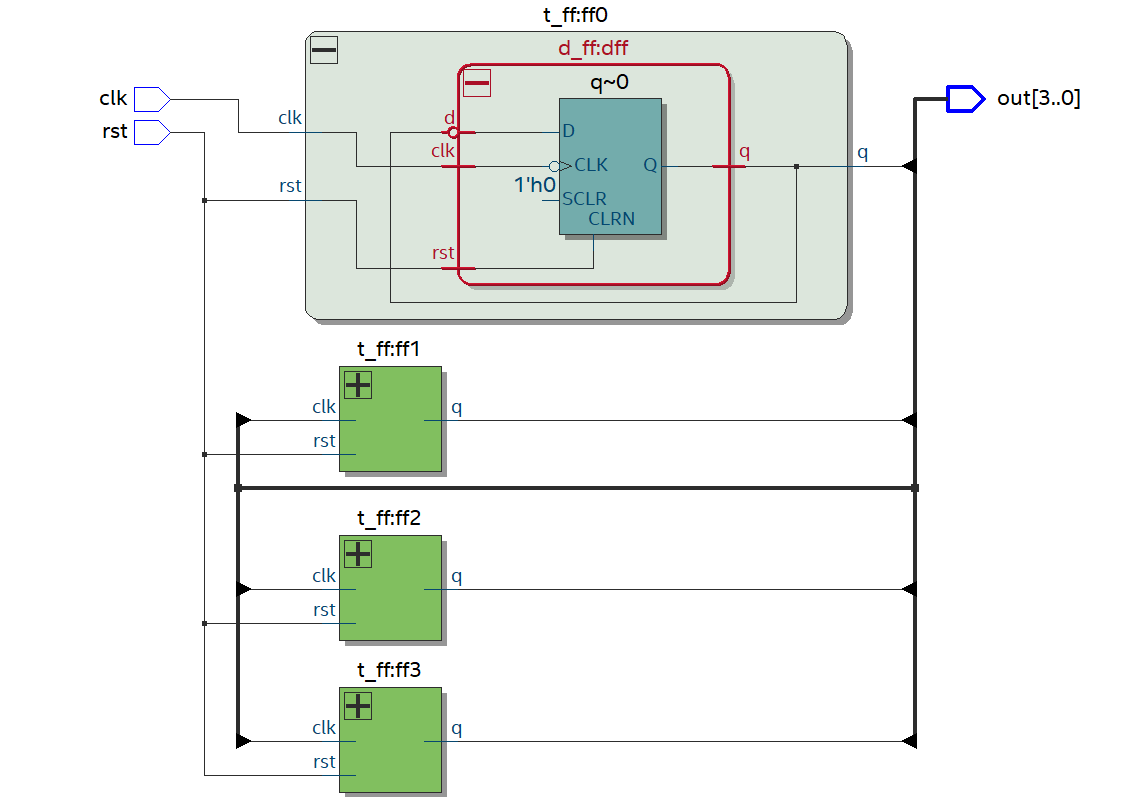 t_ff:ff0
d_ff:dff
q~0
clk
rst
clk
rst
d
clk
rst
D
CLK
1'h0
SCLR
CLRN
Q
q
q
out[3..0]
t_ff:ff1
clk
rst
q
t_ff:ff2
clk
rst
q
t_ff:ff3
clk
rst
q